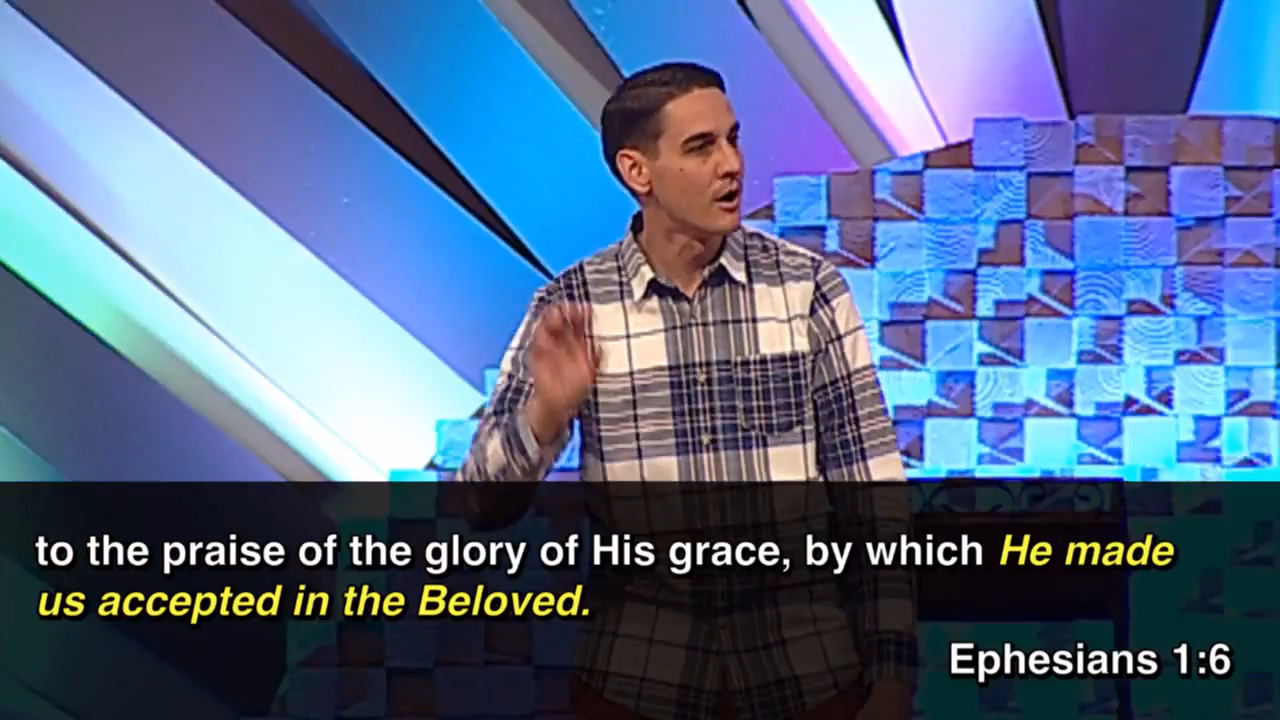 to the praise of the glory of His grace, by which He made
us accepted in the Beloved.
Ephesians 1:6